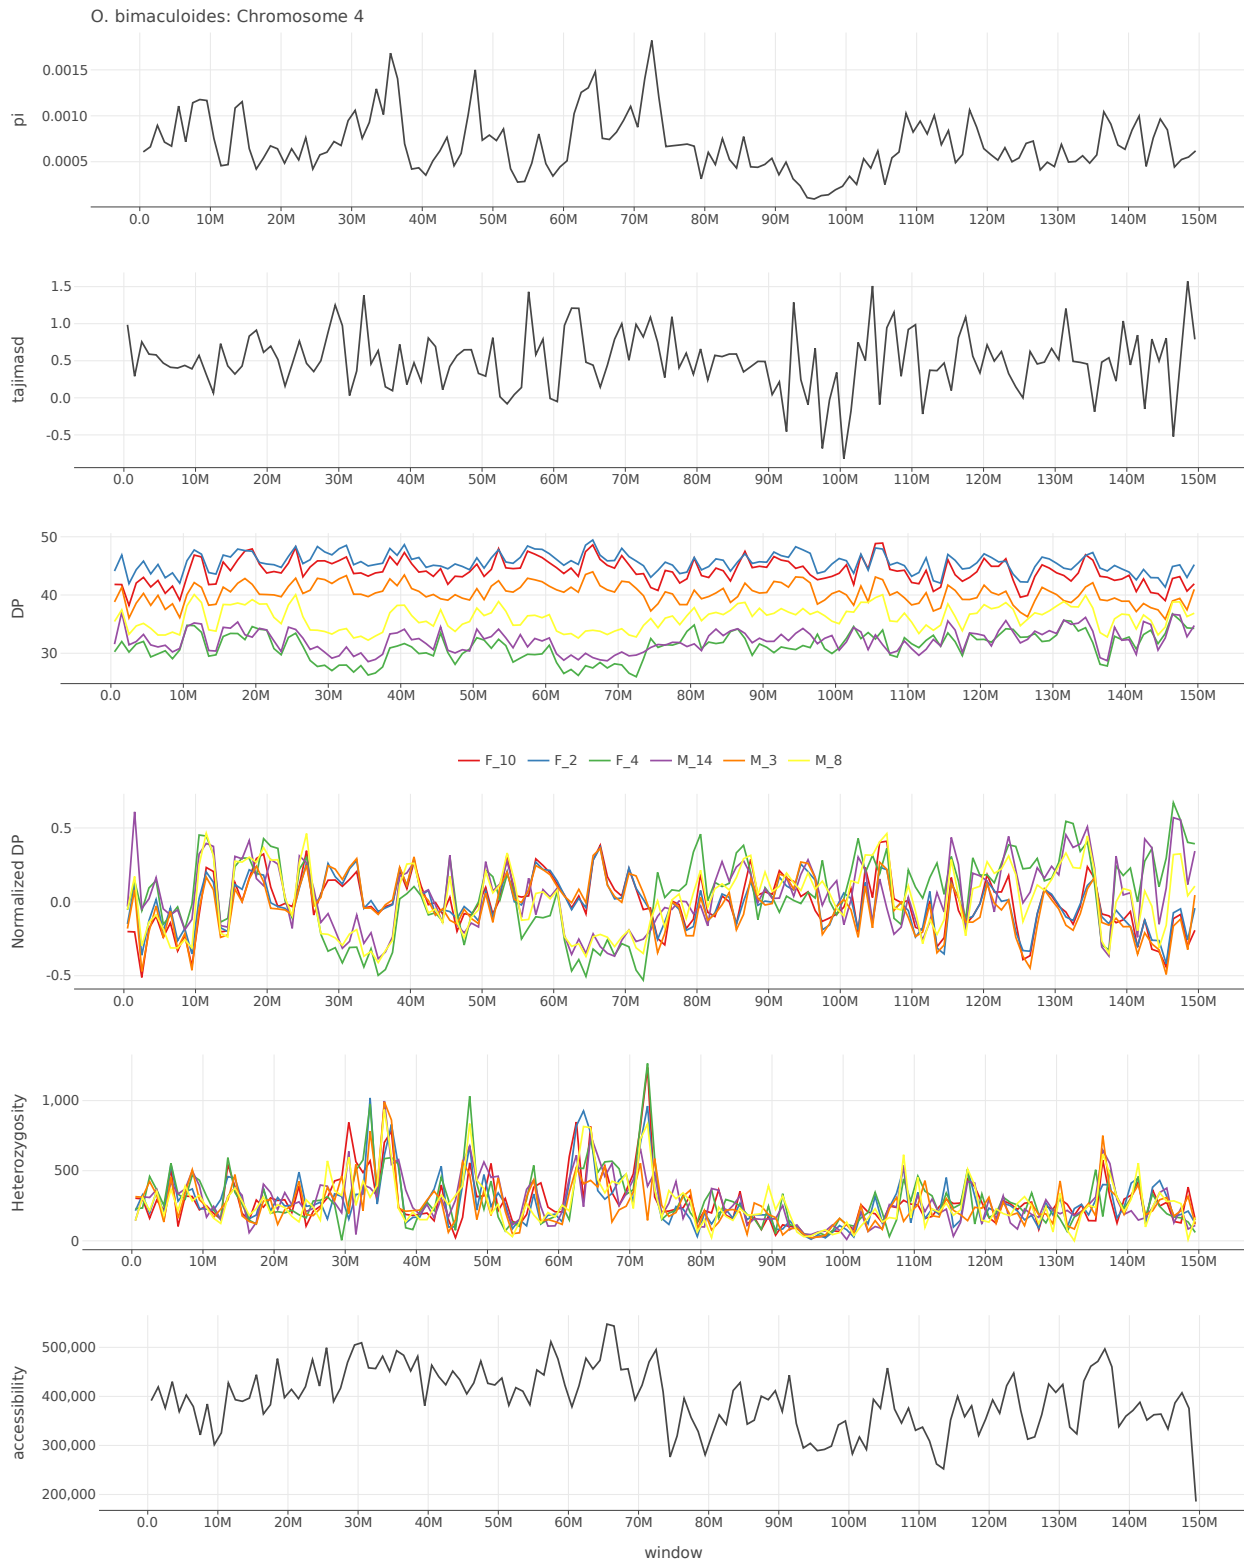 O. bimaculoides: Chromosome 4
0.0015
0.0010
0.0005
pi
0.0 10M 20M 30M 40M 50M 60M 70M 80M 90M 100M 110M 120M 130M 140M 150M
1.5
1.0
0.5
0.0
-0.5
tajimasd
0.0 10M 20M 30M 40M 50M 60M 70M 80M 90M 100M 110M 120M 130M 140M 150M
50
40
30
DP
0.0 10M 20M 30M 40M 50M 60M 70M 80M 90M 100M 110M 120M 130M 140M 150M
F_10 F_2 F_4 M_14 M_3 M_8
0.5
0.0
-0.5
Normalized DP
0.0 10M 20M 30M 40M 50M 60M 70M 80M 90M 100M 110M 120M 130M 140M 150M
1,000
500
0
Heterozygosity
0.0 10M 20M 30M 40M 50M 60M 70M 80M 90M 100M 110M 120M 130M 140M 150M
500,000
400,000
300,000
200,000
accessibility
0.0 10M 20M 30M 40M 50M 60M 70M 80M 90M 100M 110M 120M 130M 140M 150M
window